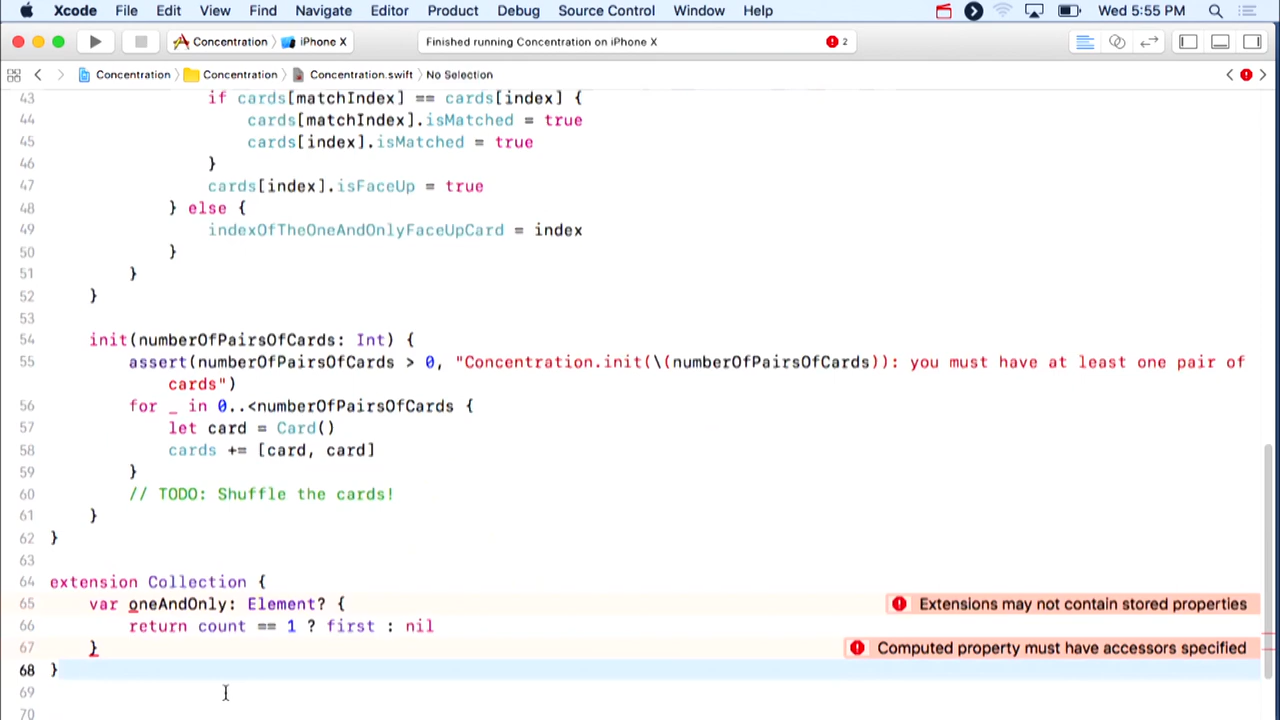 Xcode File Edit View Find Navigate Editor Product Debug Source Control Window Help Wed 5:55 PM
Concentration iPhone X Finished running Concentration on iPhone X 2
Concentration Concentration Concentration.swift No Selection
43 if cards[matchIndex] == cards[index] {
44 cards[matchIndex].isMatched = true
45 cards[index].isMatched = true
46 }
47 cards[index].isFaceUp = true
48 } else {
49 indexOfTheOneAndOnlyFaceUpCard = index
50 }
51 }
52 }
53
54 init(numberOfPairsOfCards: Int) {
55 assert(numberOfPairsOfCards > 0, "Concentration.init(\(numberOfPairsOfCards)): you must have at least one pair of
cards")
56 for _ in 0..<numberOfPairsOfCards {
57 let card = Card()
58 cards += [card, card]
59 }
60 // TODO: Shuffle the cards!
61 }
62 }
63
64 extension Collection {
65 var oneAndOnly: Element? { Extensions may not contain stored properties
66 return count == 1 ? first : nil
67 } Computed property must have accessors specified
68 }
69
70